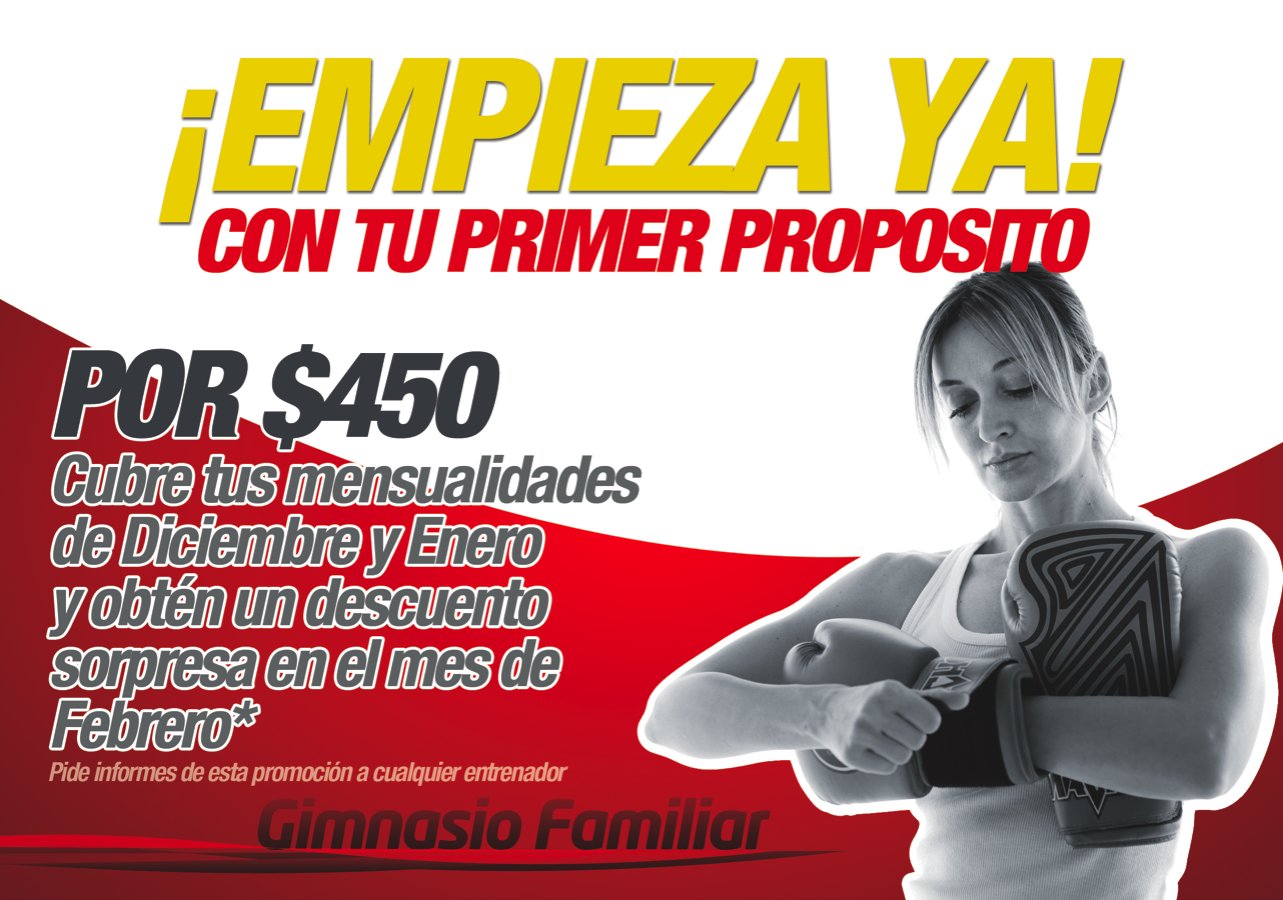 ¡EMPIEZA YA!
CON TU PRIMER PROPOSITO
POR $450
Cubre tus mensualidades
de Diciembre y Enero
y obtén un descuento
sorpresa en el mes de
Febrero*
Pide informes de esta promoción a cualquier entrenador
Gimnasio Familiar